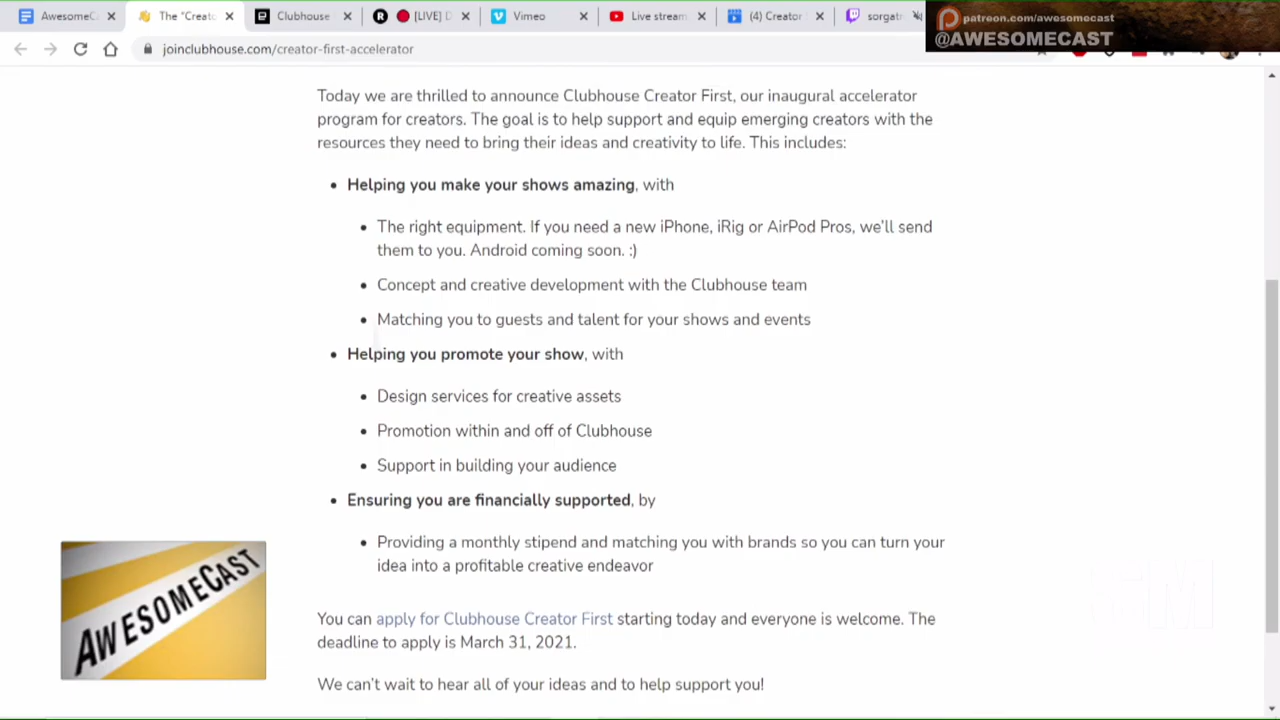 AwesomeC
The "Creato
Clubhouse
[LIVE] D
Vimeo
Live stream
(4) Creator
sorgat
patreon.com/awesomecast
@AWESOMECAST
joinclubhouse.com/creator-first-accelerator
Today we are thrilled to announce Clubhouse Creator First, our inaugural accelerator
program for creators. The goal is to help support and equip emerging creators with the
resources they need to bring their ideas and creativity to life. This includes:
• Helping you make your shows amazing, with
• The right equipment. If you need a new iPhone, iRig or AirPod Pros, we'll send
them to you. Android coming soon. :)
• Concept and creative development with the Clubhouse team
• Matching you to guests and talent for your shows and events
• Helping you promote your show, with
• Design services for creative assets
• Promotion within and off of Clubhouse
• Support in building your audience
• Ensuring you are financially supported, by
• Providing a monthly stipend and matching you with brands so you can turn your
idea into a profitable creative endeavor
AWESOMECAST
You can apply for Clubhouse Creator First starting today and everyone is welcome. The
deadline to apply is March 31, 2021.
We can't wait to hear all of your ideas and to help support you!